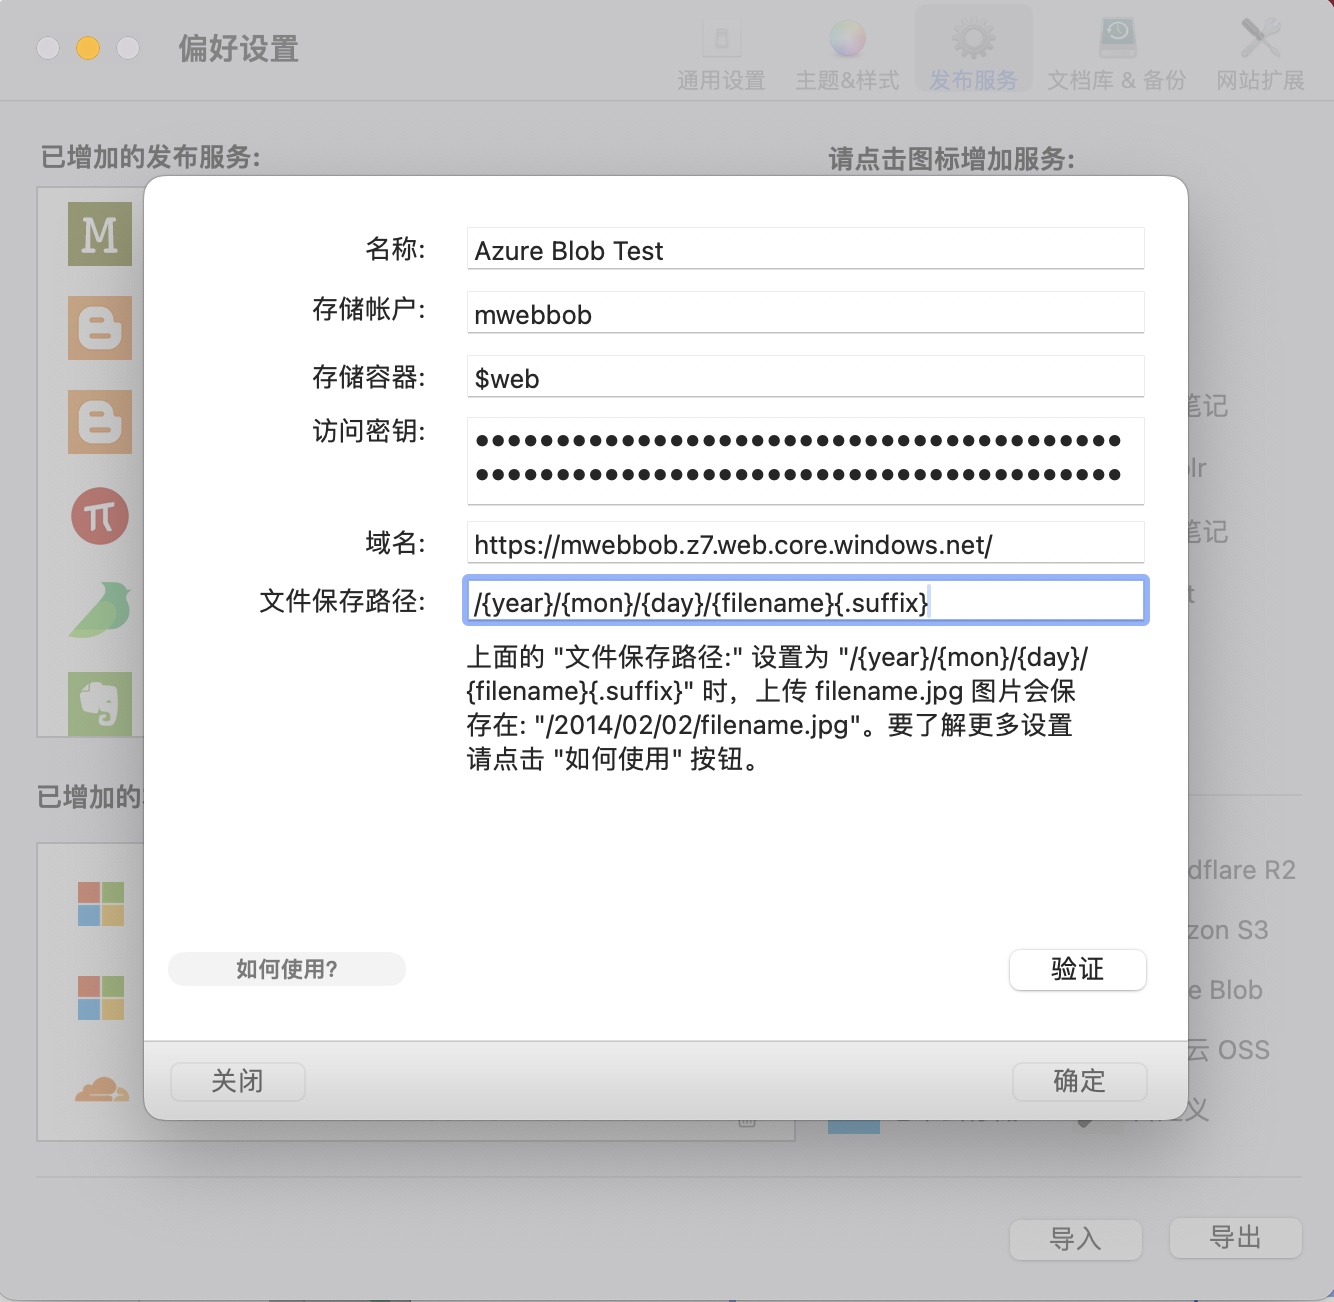 偏好设置
通用设置
主题&样式
发布服务
文档库 & 备份
网站扩展
已增加的发布服务:
请点击图标增加服务:
名称:
Azure Blob Test
存储帐户:
mwebbob
存储容器:
$web
访问密钥:
域名:
https://mwebbob.z7.web.core.windows.net/
文件保存路径:
/{year}/{mon}/{day}/{filename}{.suffix}
上面的 "文件保存路径:" 设置为 "/{year}/{mon}/{day}/
{filename}{.suffix}" 时，上传 filename.jpg 图片会保
存在: "/2014/02/02/filename.jpg"。要了解更多设置
请点击 "如何使用" 按钮。
笔记
lr
笔记
t
已增加的
dflare R2
zon S3
e Blob
云 OSS
义
如何使用?
验证
关闭
确定
导入
导出